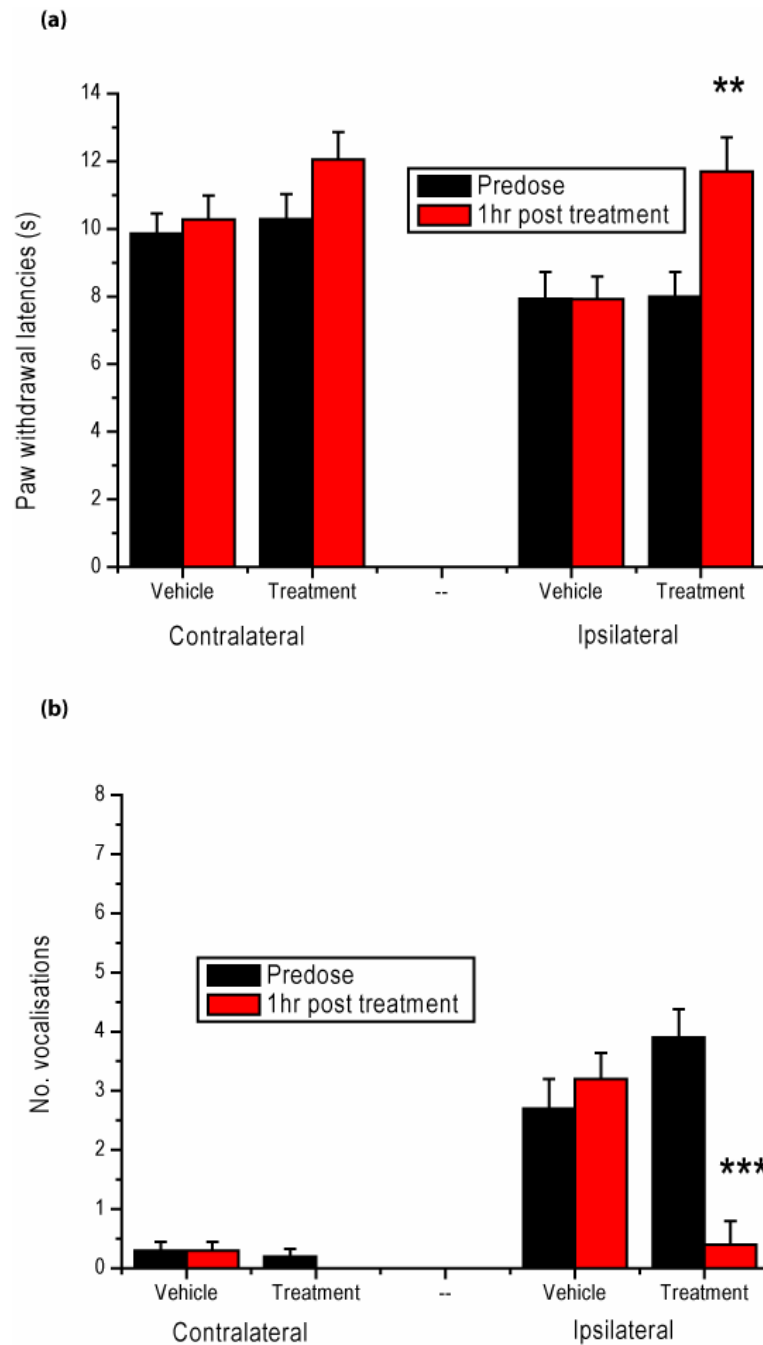 (a)
**
14
12
10
8
6
4
2
0
Paw withdrawal latencies (s)
Predose
1hr post treatment
Vehicle Treatment -- Vehicle Treatment
Contralateral Ipsilateral
(b)
8
7
6
5
4
3
2
1
0
No. vocalisations
Predose
1hr post treatment
***
Vehicle Treatment -- Vehicle Treatment
Contralateral Ipsilateral